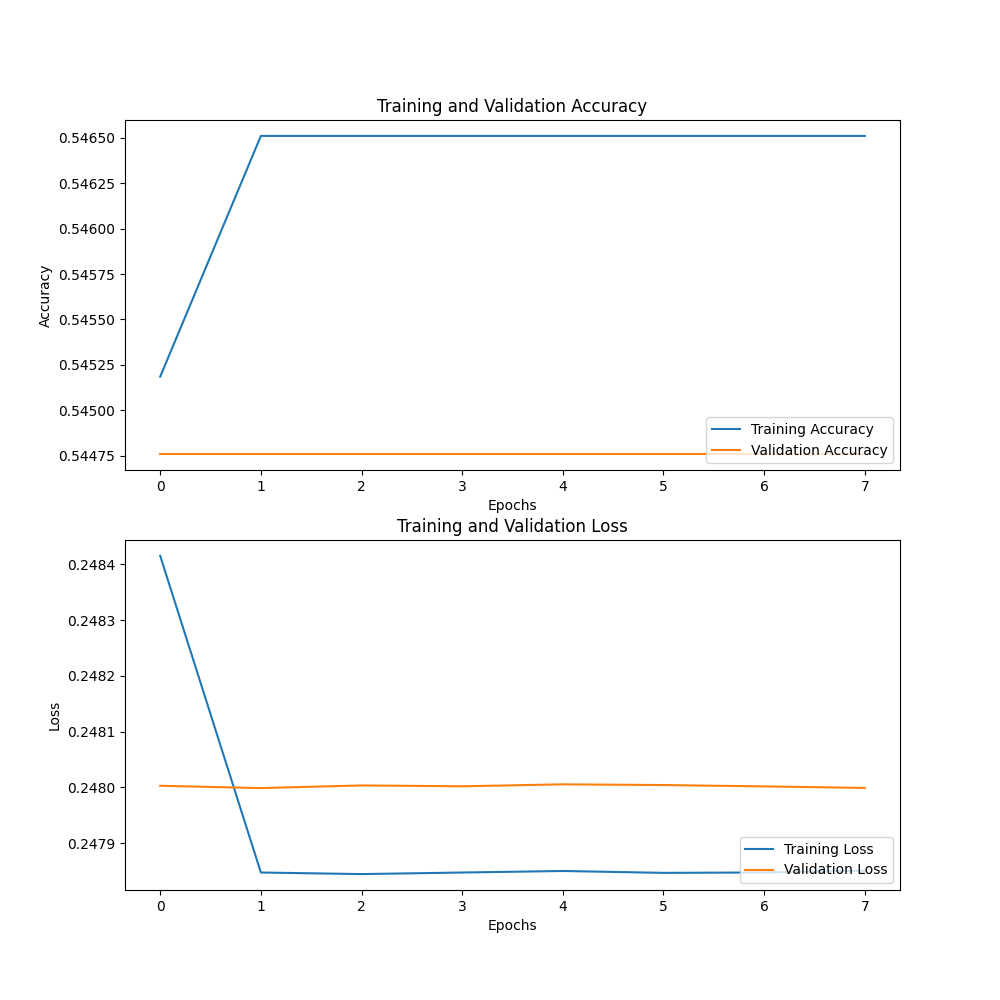 Training and Validation Accuracy
Accuracy
0.54650
0.54625
0.54600
0.54575
0.54550
0.54525
0.54500
0.54475
Training Accuracy
Validation Accuracy
0 1 2 3 4 5 6 7
Epochs
Training and Validation Loss
Loss
0.2484
0.2483
0.2482
0.2481
0.2480
0.2479
Training Loss
Validation Loss
0 1 2 3 4 5 6 7
Epochs